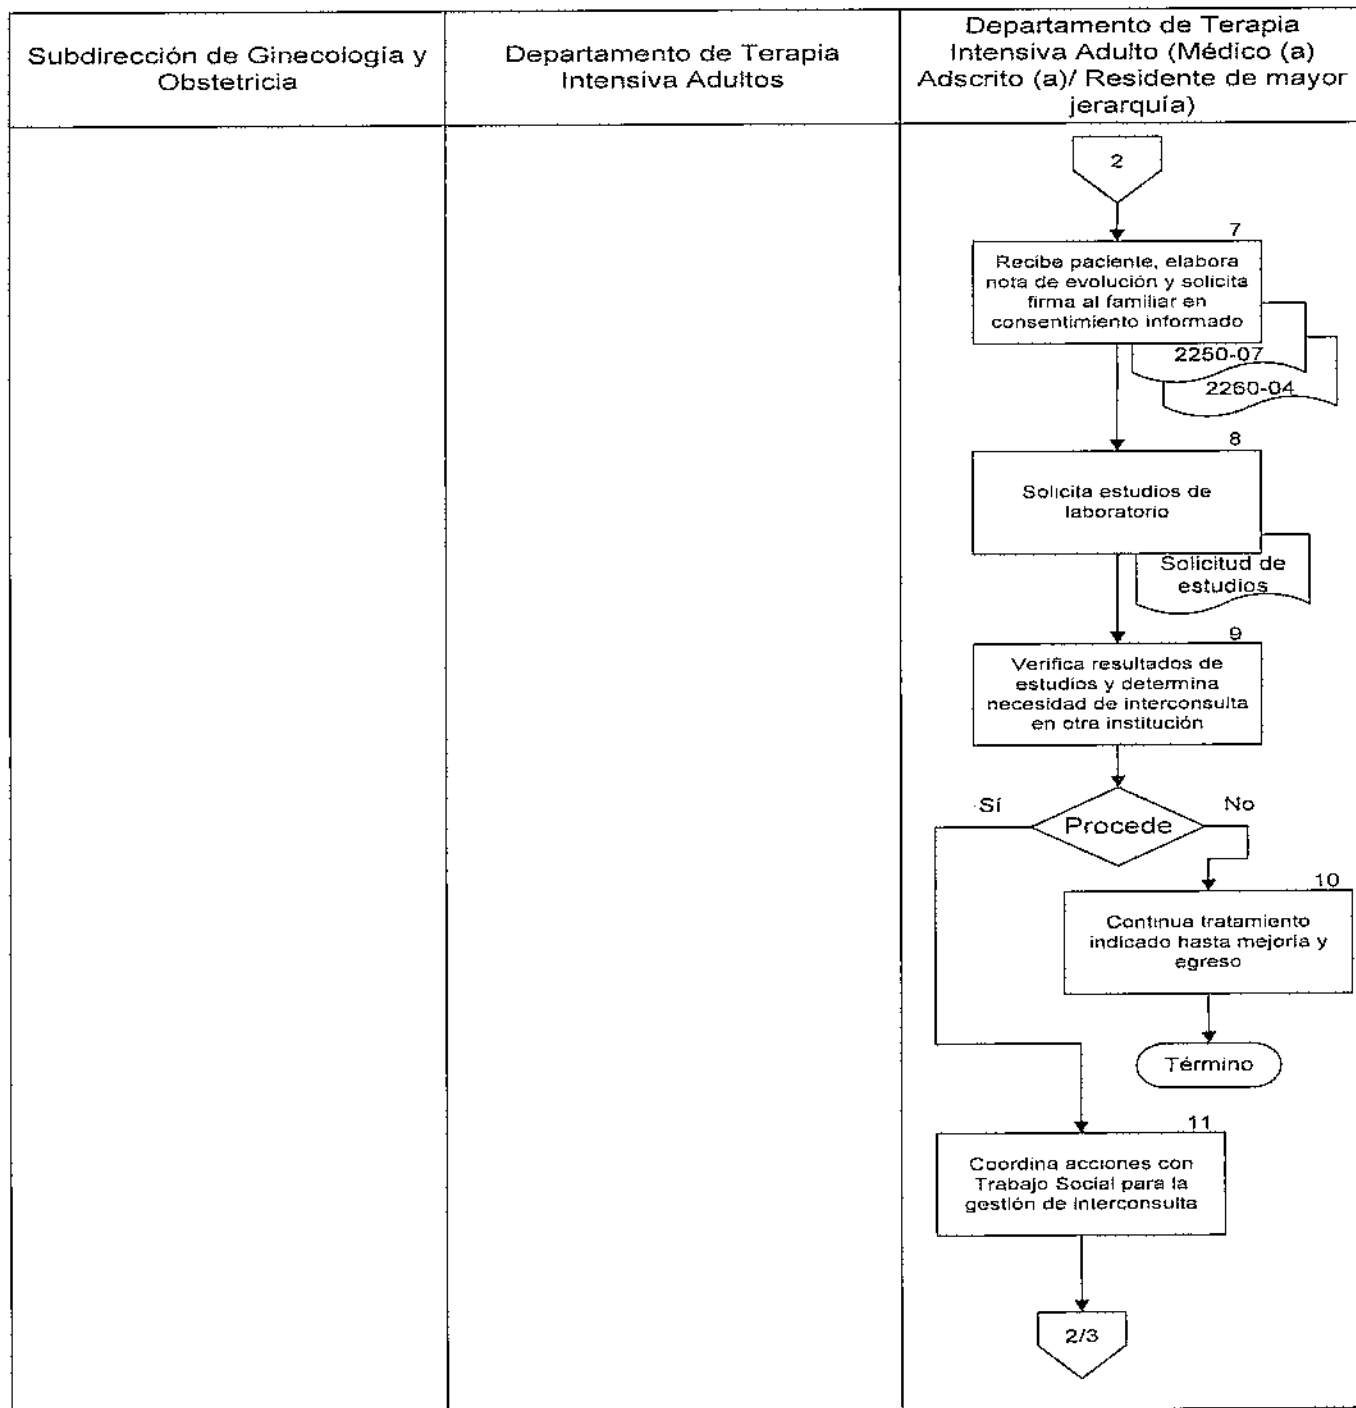 Subdirección de Ginecología y
Obstetricia
Departamento de Terapia
Intensiva Adultos
Departamento de Terapia
Intensiva Adulto (Médico (a)
Adscrito (a)/ Residente de mayor
jerarquía)
2
7
Recibe paciente, elabora
nota de evolución y solicita
firma al familiar en
consentimiento informado
2250-07
2260-04
8
Solicita estudios de
laboratorio
Solicitud de
estudios
9
Verifica resultados de
estudios y determina
necesidad de interconsulta
en otra institución
Sí
Procede
No
10
Continua tratamiento
indicado hasta mejoría y
egreso
Término
11
Coordina acciones con
Trabajo Social para la
gestión de interconsulta
2/3